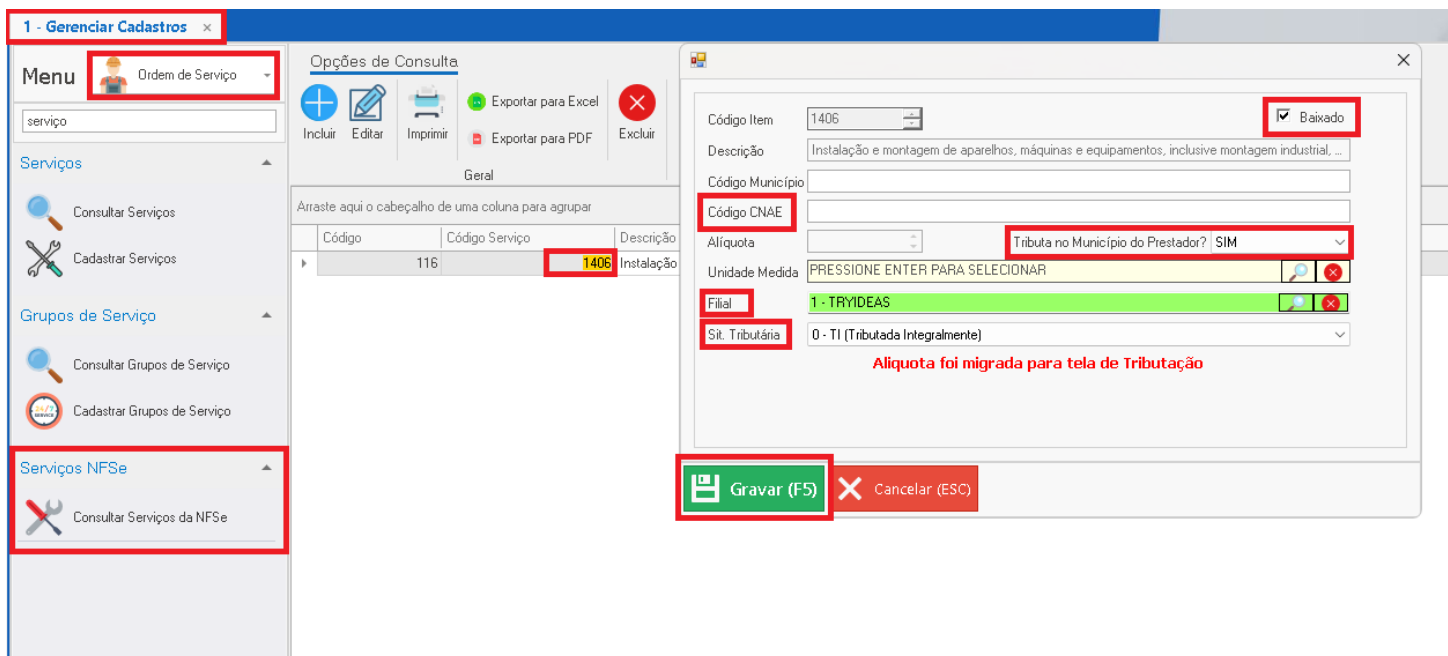 1 - Gerenciar Cadastros ×
Menu
Ordem de Serviço
serviço
Serviços
Consultar Serviços
Cadastrar Serviços
Grupos de Serviço
Consultar Grupos de Serviço
Cadastrar Grupos de Serviço
Serviços NFSe
Consultar Serviços da NFSe
Opções de Consulta
Incluir
Editar
Imprimir
Exportar para Excel
Exportar para PDF
Excluir
Geral
Arraste aqui o cabeçalho de uma coluna para agrupar
Código Código Serviço Descrição
116 1406 Instalação
Código Item 1406 Baixado
Descrição Instalação e montagem de aparelhos, máquinas e equipamentos, inclusive montagem industrial, ...
Código Município
Código CNAE
Alíquota Tributa no Município do Prestador? SIM
Unidade Medida PRESSIONE ENTER PARA SELECIONAR
Filial 1 - TRYIDEAS
Sit. Tributária 0 - TI (Tributada Integralmente)
Aliquota foi migrada para tela de Tributação
Gravar (F5) Cancelar (ESC)